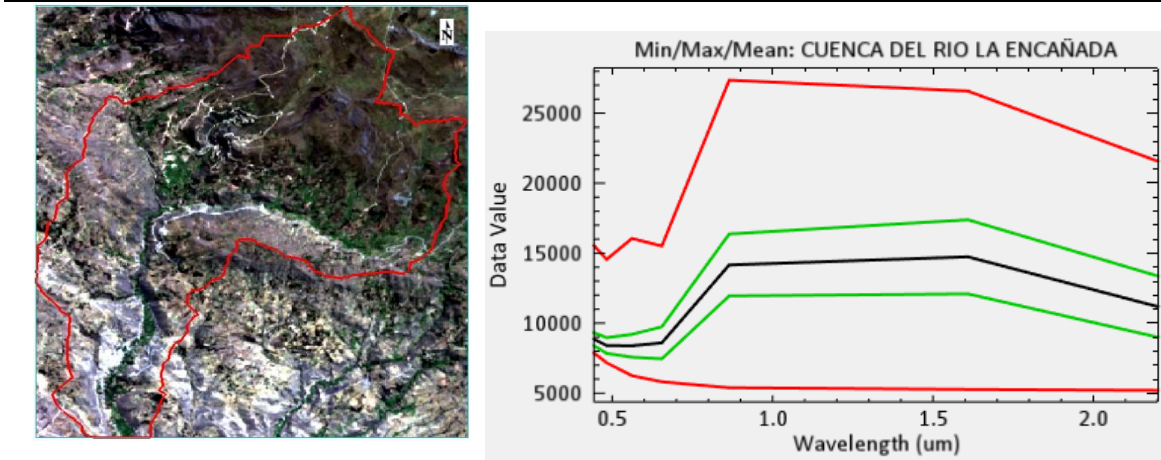 N
Min/Max/Mean: CUENCA DEL RIO LA ENCAÑADA
25000
20000
15000
10000
5000
Data Value
0.5 1.0 1.5 2.0
Wavelength (um)